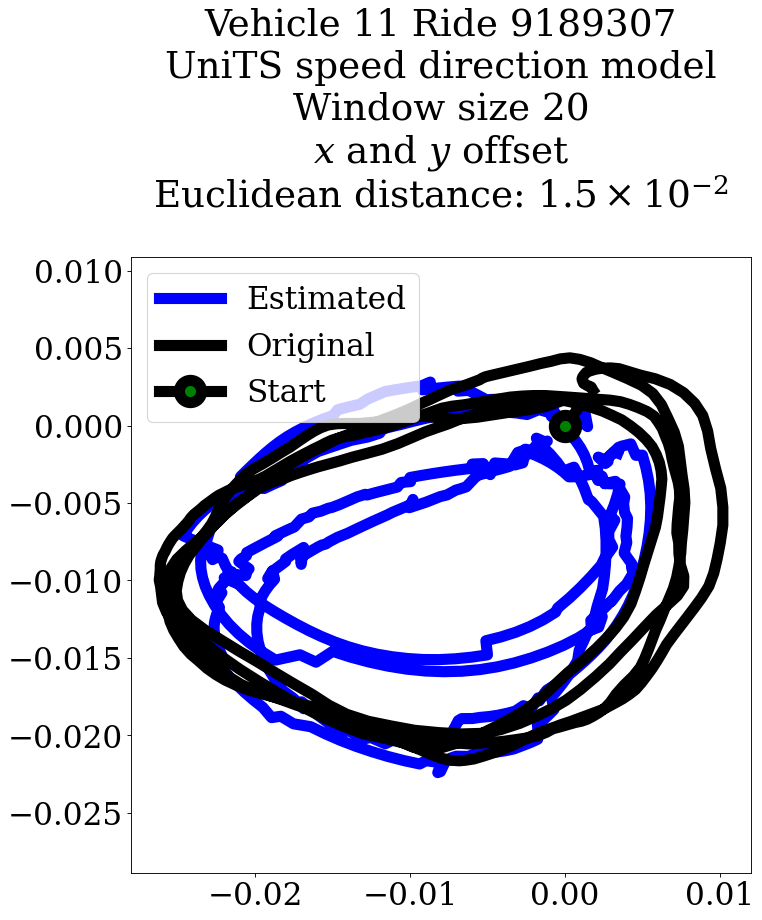 Vehicle 11 Ride 9189307
UniTS speed direction model
Window size 20
x and y offset
Euclidean distance: 1.5 × 10⁻²
0.010
0.005
0.000
−0.005
−0.010
−0.015
−0.020
−0.025
Estimated
Original
Start
−0.02 −0.01 0.00 0.01